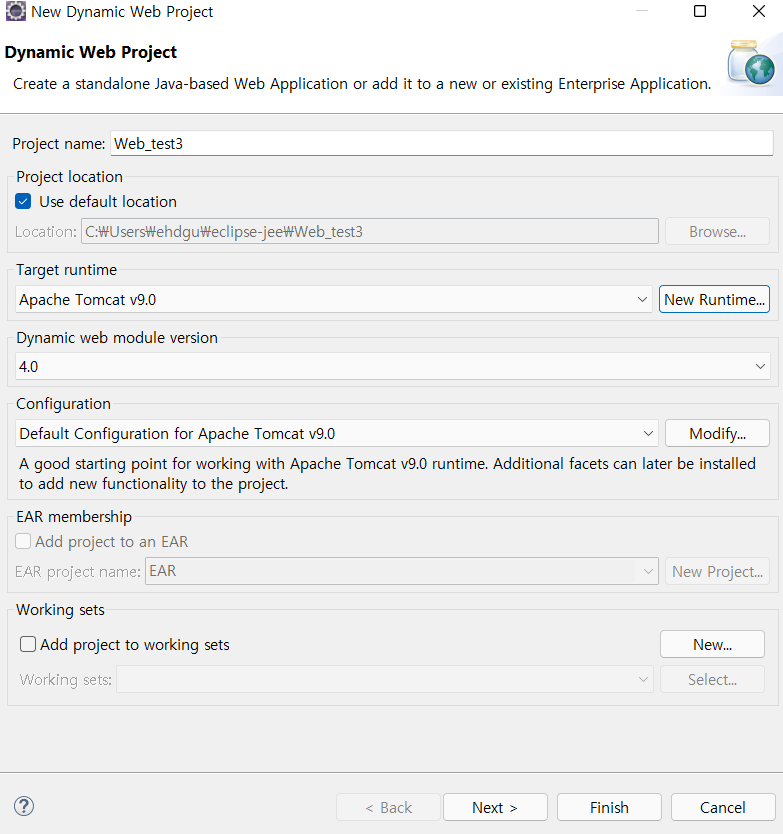 New Dynamic Web Project
Dynamic Web Project
Create a standalone Java-based Web Application or add it to a new or existing Enterprise Application.
Project name: Web_test3
Project location
Use default location
Location: C:₩Users₩ehdgu₩eclipse-jee₩Web_test3 Browse...
Target runtime
Apache Tomcat v9.0 New Runtime...
Dynamic web module version
4.0
Configuration
Default Configuration for Apache Tomcat v9.0 Modify...
A good starting point for working with Apache Tomcat v9.0 runtime. Additional facets can later be installed
to add new functionality to the project.
EAR membership
Add project to an EAR
EAR project name: EAR New Project...
Working sets
Add project to working sets New...
Working sets: Select...
? < Back Next > Finish Cancel